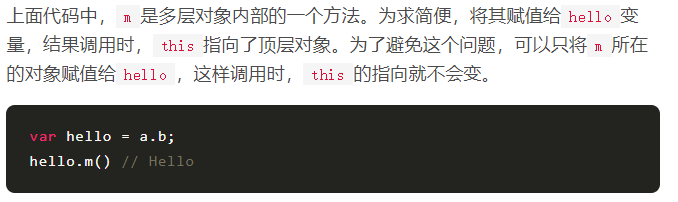 上面代码中，m 是多层对象内部的一个方法。为求简便，将其赋值给 hello 变
量，结果调用时，this 指向了顶层对象。为了避免这个问题，可以只将 m 所在
的对象赋值给 hello ，这样调用时，this 的指向就不会变。
var hello = a.b;
hello.m() // Hello